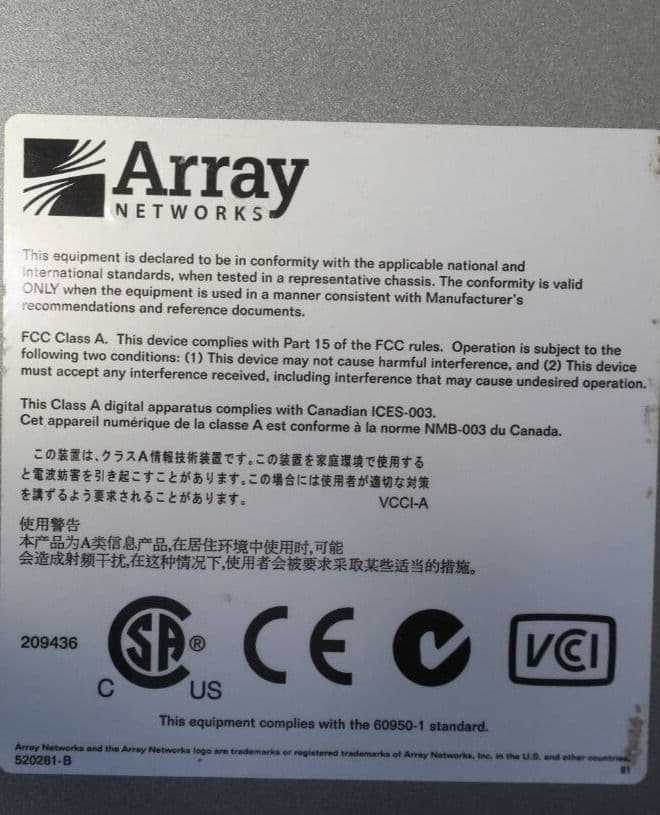 Array
NETWORKS
This equipment is declared to be in conformity with the applicable national and
international standards, when tested in a representative chassis. The conformity is valid
ONLY when the equipment is used in a manner consistent with Manufacturer's
recommendations and reference documents.
FCC Class A. This device complies with Part 15 of the FCC rules. Operation is subject to the
following two conditions: (1) This device may not cause harmful interference, and (2) This device
must accept any interference received, including interference that may cause undesired operation.
This Class A digital apparatus complies with Canadian ICES-003.
Cet appareil numérique de la classe A est conforme à la norme NMB-003 du Canada.
この装置は、クラスA情報技術装置です。この装置を家庭環境で使用する
と電波妨害を引き起こすことがあります。この場合には使用者が適切な対策
を講ずるよう要求されることがあります。 VCCI-A
使用警告
本产品为A类信息产品,在居住环境中使用时,可能
会造成射频干扰,在这种情况下,使用者会被要求采取某些适当的措施。
209436 SA ® CE VCCI
C US
This equipment complies with the 60950-1 standard.
Array Networks and the Array Networks logo are trademarks or registered trademarks of Array Networks, Inc. in the U.S. and other countries.
520281-B